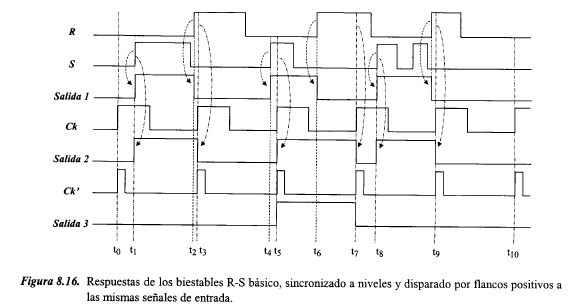 R
S
Salida 1
Ck
Salida 2
Ck'
Salida 3
t0 t1 t2 t3 t4 t5 t6 t7 t8 t9 t10
Figura 8.16. Respuestas de los biestables R-S básico, sincronizado a niveles y disparado por flancos positivos a
las mismas señales de entrada.